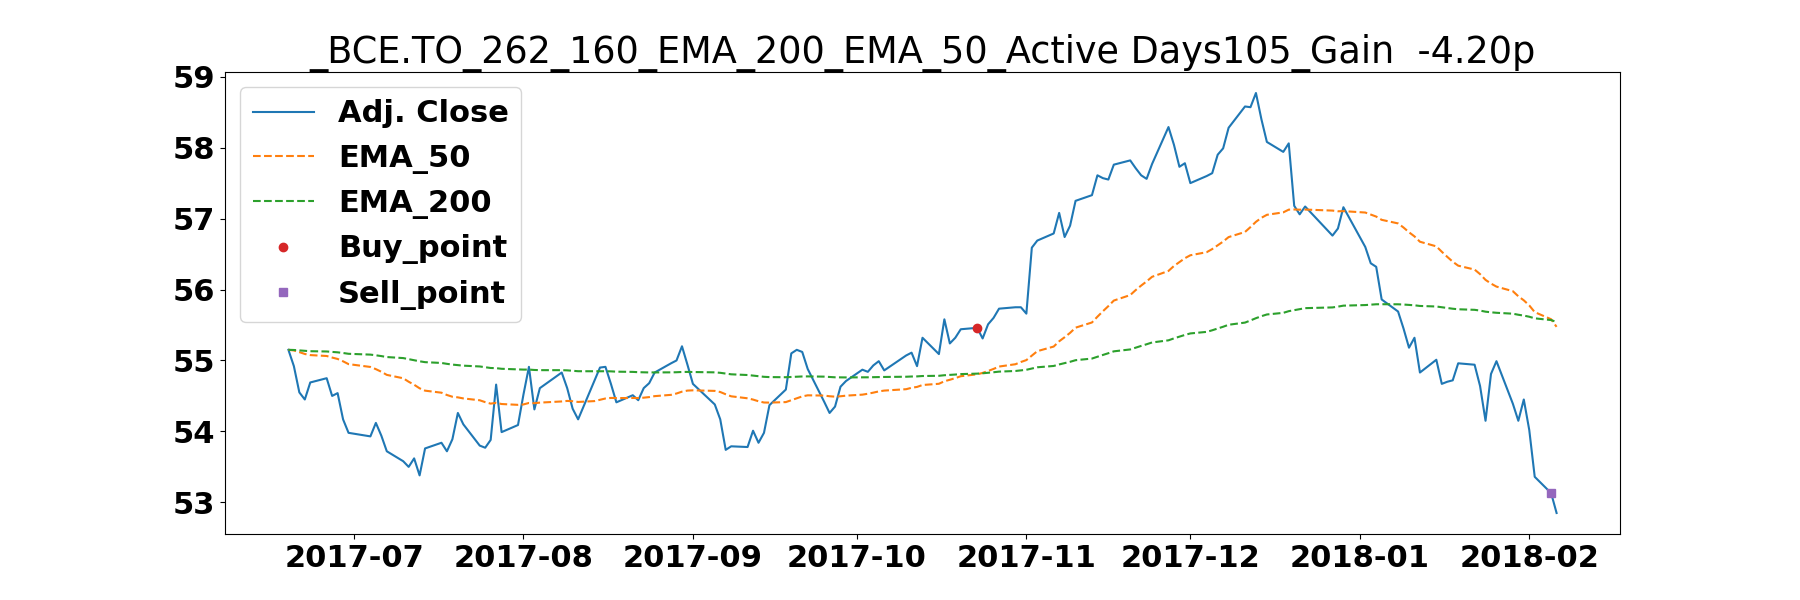 _BCE.TO_262_160_EMA_200_EMA_50_Active Days105_Gain  -4.20p
59
58
57
56
55
54
53
Adj. Close
EMA_50
EMA_200
Buy_point
Sell_point
2017-07 2017-08 2017-09 2017-10 2017-11 2017-12 2018-01 2018-02